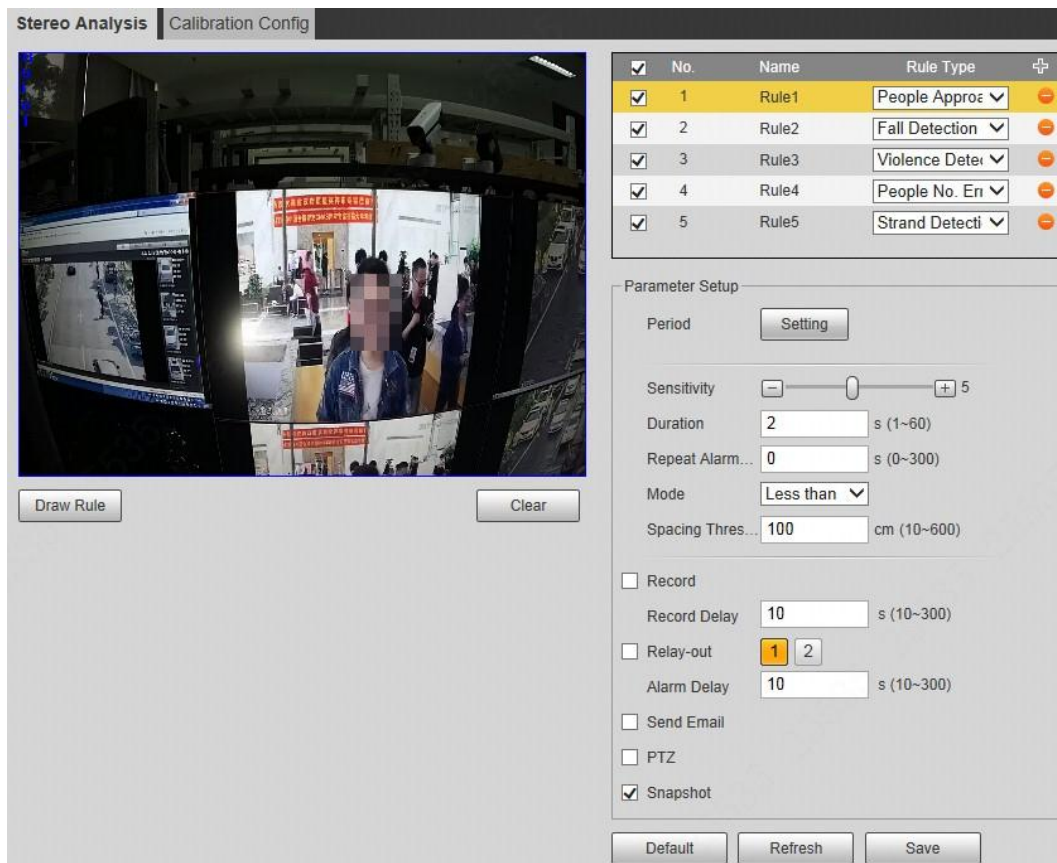 Stereo Analysis Calibration Config
No. Name Rule Type
1 Rule1 People Approa
2 Rule2 Fall Detection
3 Rule3 Violence Detec
4 Rule4 People No. Err
5 Rule5 Strand Detecti
Parameter Setup
Period Setting
Sensitivity 5
Duration 2 s (1~60)
Repeat Alarm... 0 s (0~300)
Mode Less than
Spacing Thres... 100 cm (10~600)
Draw Rule Clear
Record
Record Delay 10 s (10~300)
Relay-out 1 2
Alarm Delay 10 s (10~300)
Send Email
PTZ
Snapshot
Default Refresh Save